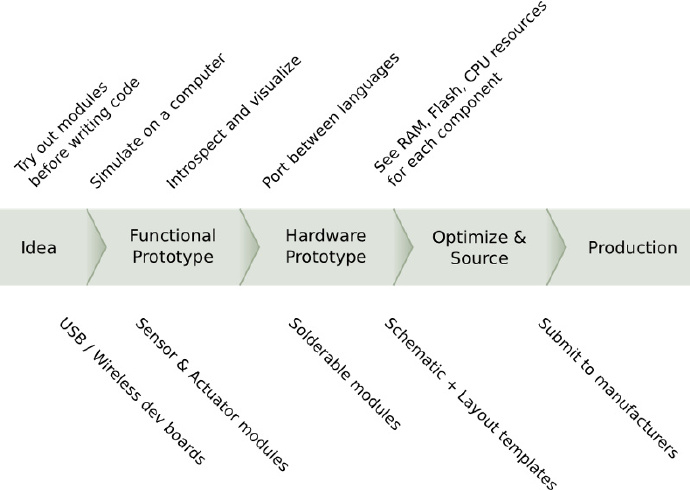 Try out modules
before writing code
Simulate on a computer
Introspect and visualize
Port between languages
See RAM, Flash, CPU resources
for each component
Idea
Functional
Prototype
Hardware
Prototype
Optimize &
Source
Production
USB / Wireless dev boards
Sensor & Actuator modules
Solderable modules
Schematic + Layout templates
Submit to manufacturers